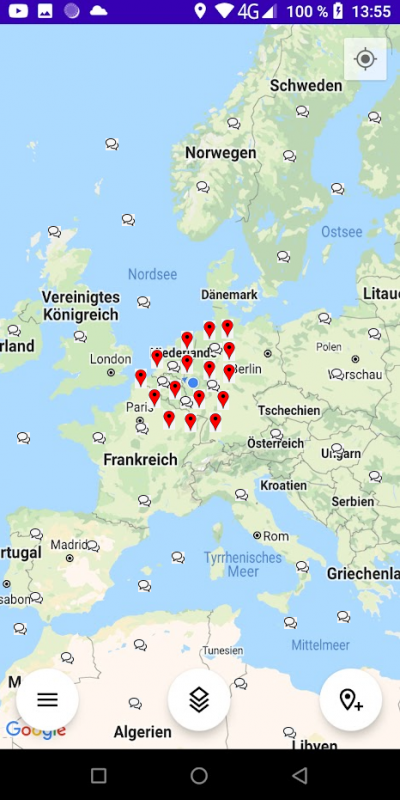 4G 100 % 13:55
Schweden
Norwegen
Ostsee
Nordsee
Dänemark
Vereinigtes
Königreich
Litau
rland
Niederlande
Polen
London
Berlin
Warschau
Paris
Tschechien
Österreich
Ungarn
Frankreich
Kroatien
Serbien
Rom
Madrid
rtugal
Tyrrhenisches
Meer
Griechenla
sabon
Mittelmeer
Tunesien
M
Google
Algerien
Libyen